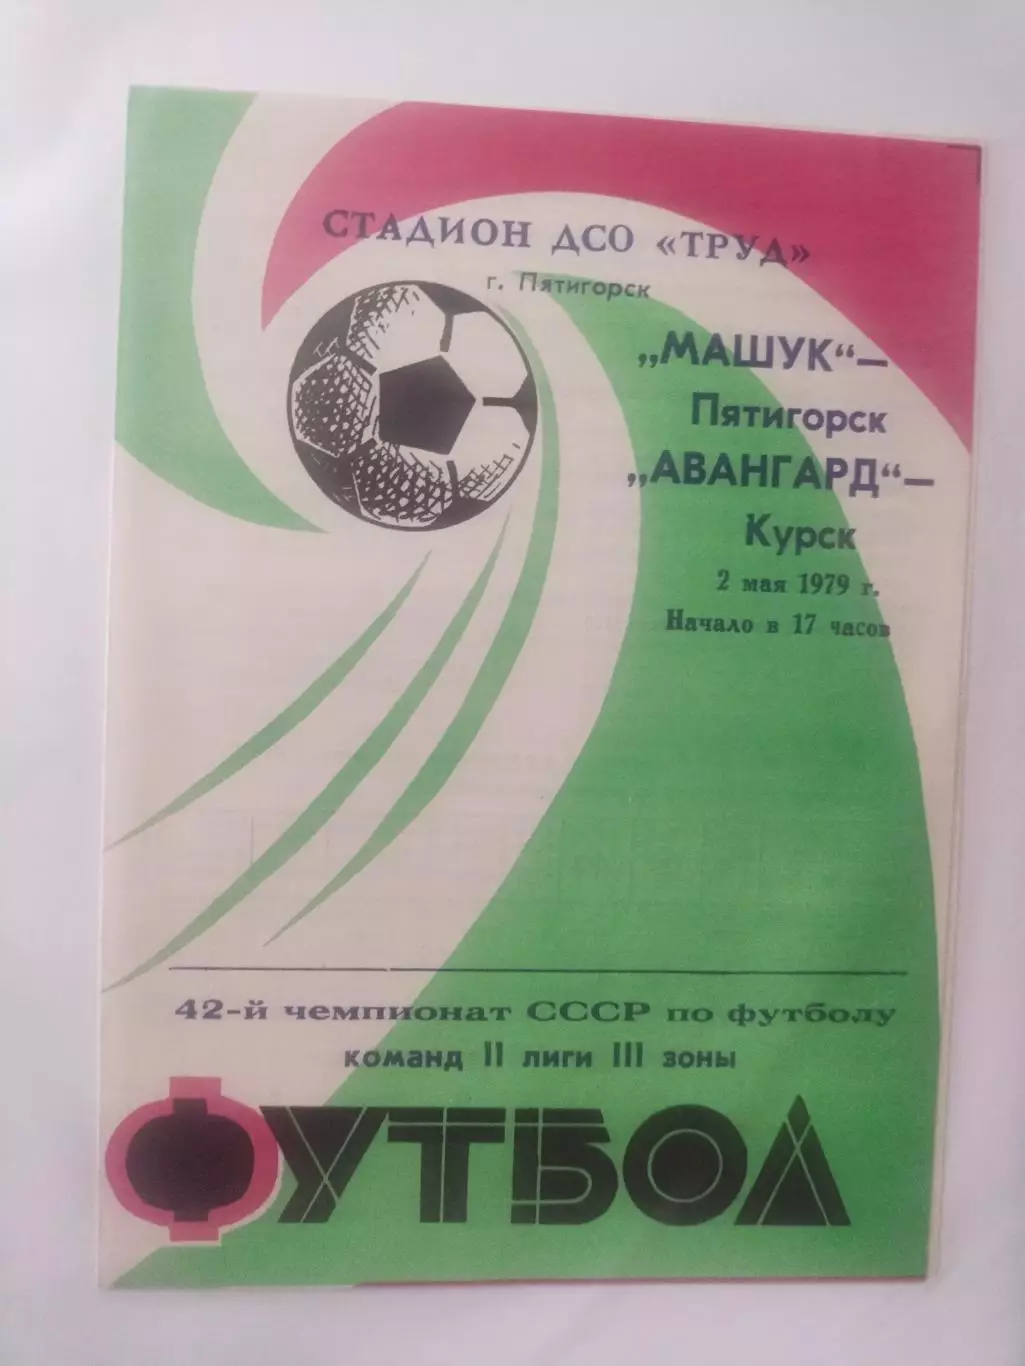 СТАДИОН ДСО «ТРУД»
г. Пятигорск
„МАШУК“—
Пятигорск
„АВАНГАРД“—
Курск
2 мая 1979 г.
Начало в 17 часов
42-й чемпионат СССР по футболу
команд II лиги III зоны
ФУТБОЛ